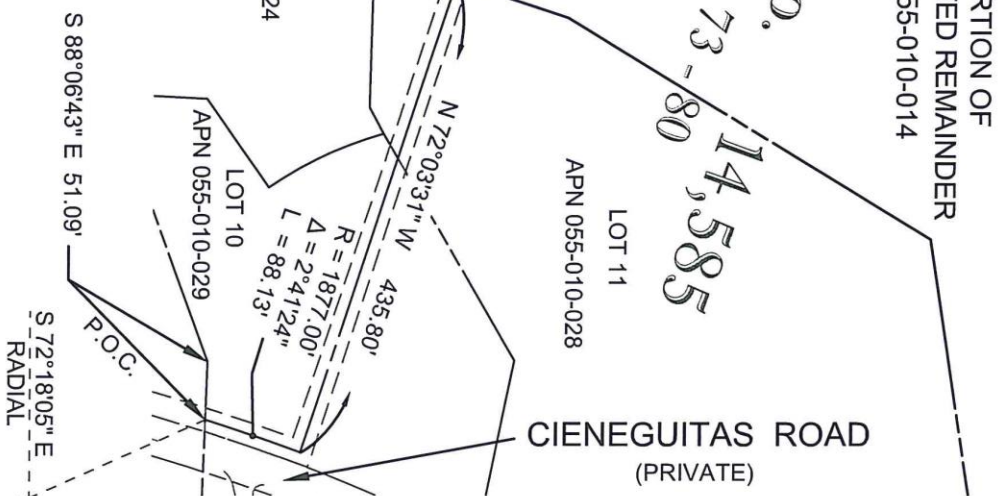 RTION OF
TED REMAINDER
55-010-014
O.
73-80
14,585
24
N 72°03'31" W 435.80'
LOT 11
APN 055-010-028
S 88°06'43" E 51.09'
LOT 10
APN 055-010-029
R = 1877.00'
Δ = 2°41'24"
L = 88.13'
P.O.C.
S 72°18'05" E
RADIAL
CIENEGUITAS ROAD
(PRIVATE)